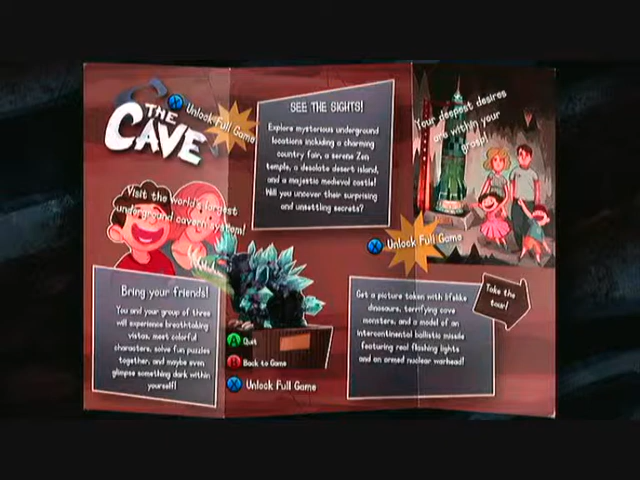 THE
CAVE
Unlock Full Game
Visit the world's largest
underground cavern system!
Bring your friends!
You and your group of three
will experience breathtaking
vistas, meet colorful
characters, solve fun puzzles
together, and maybe even
glimpse something dark within
yourself!
SEE THE SIGHTS!
Explore mysterious underground
locations including a charming
country fair, a serene Zen
temple, a desolate desert island,
and a majestic medieval castle!
Will you uncover their surprising
and unsettling secrets?
A Quit
B Back to Game
X Unlock Full Game
Your deepest desires
are within your
grasp!
X Unlock Full Game
Get a picture taken with lifelike
dinosaurs, terrifying cave
monsters, and a model of an
intercontinental ballistic missile
featuring real flashing lights
and an armed nuclear warhead!
Take the
tour!